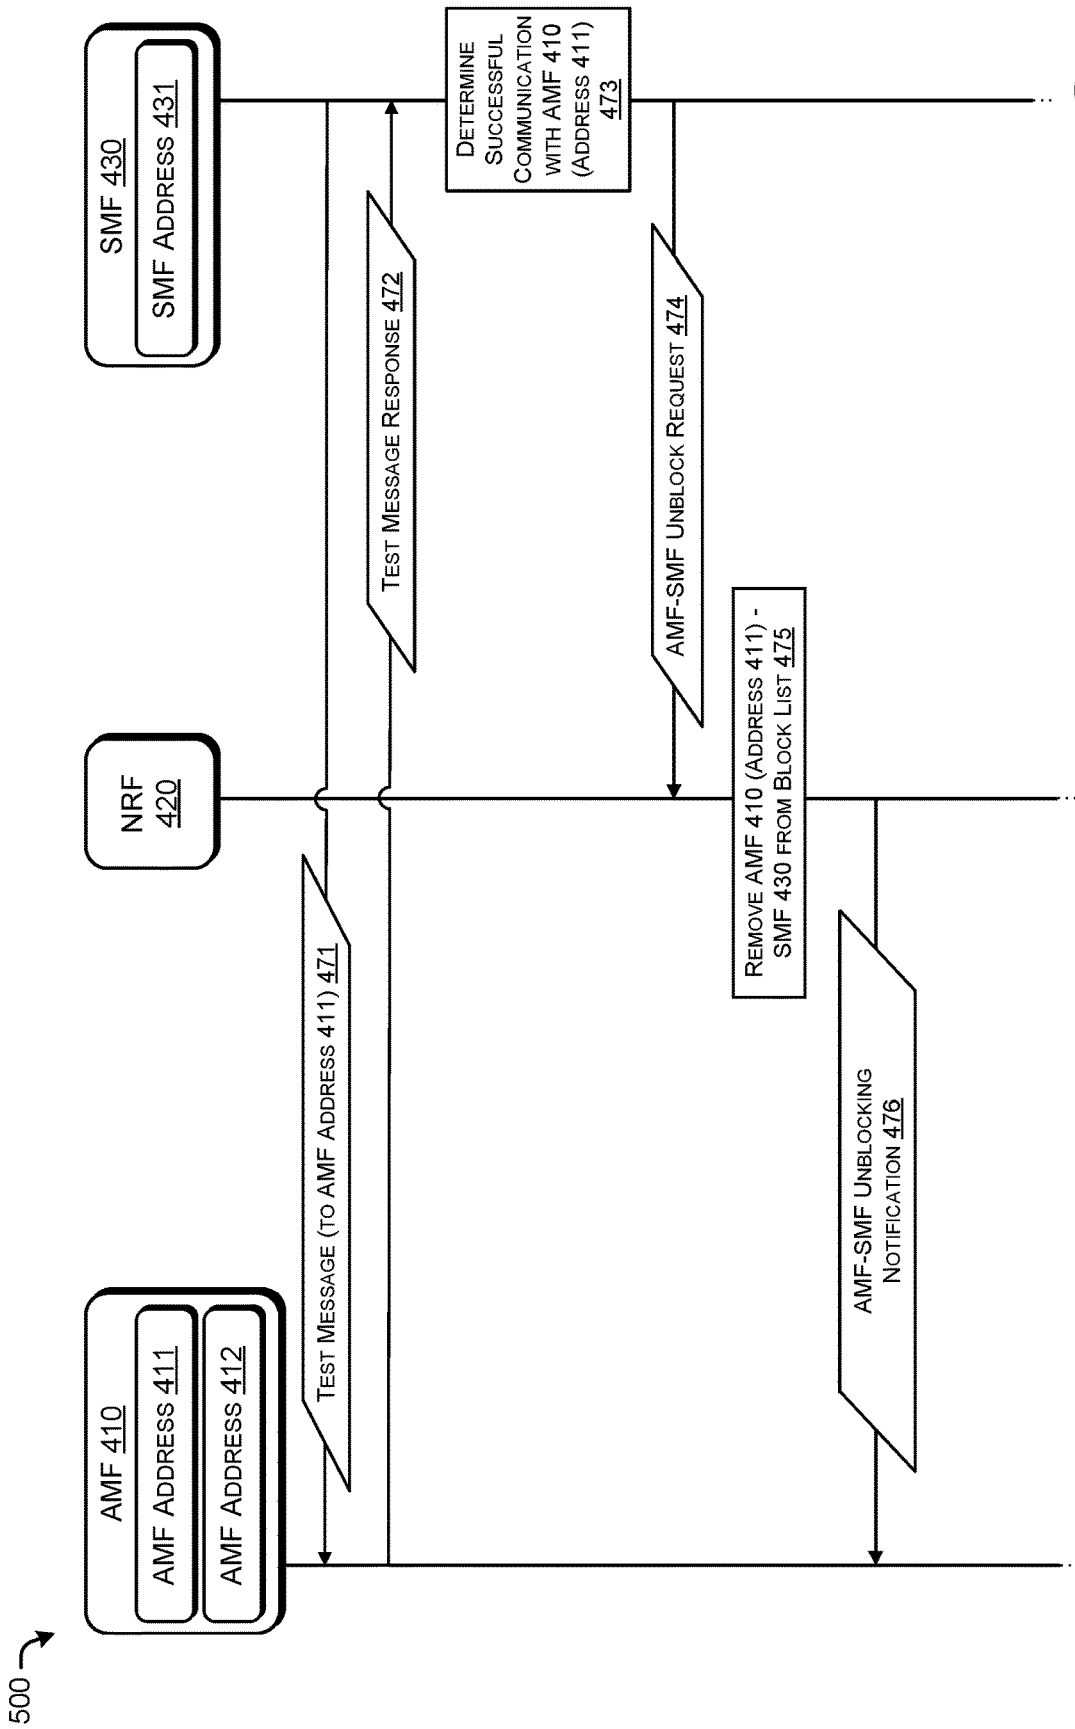 500
AMF 410
AMF ADDRESS 411
AMF ADDRESS 412
NRF
420
SMF 430
SMF ADDRESS 431
TEST MESSAGE (TO AMF ADDRESS 411) 471
TEST MESSAGE RESPONSE 472
DETERMINE
SUCCESSFUL
COMMUNICATION
WITH AMF 410
(ADDRESS 411)
473
AMF-SMF UNBLOCK REQUEST 474
REMOVE AMF 410 (ADDRESS 411) -
SMF 430 FROM BLOCK LIST 475
AMF-SMF UNBLOCKING
NOTIFICATION 476